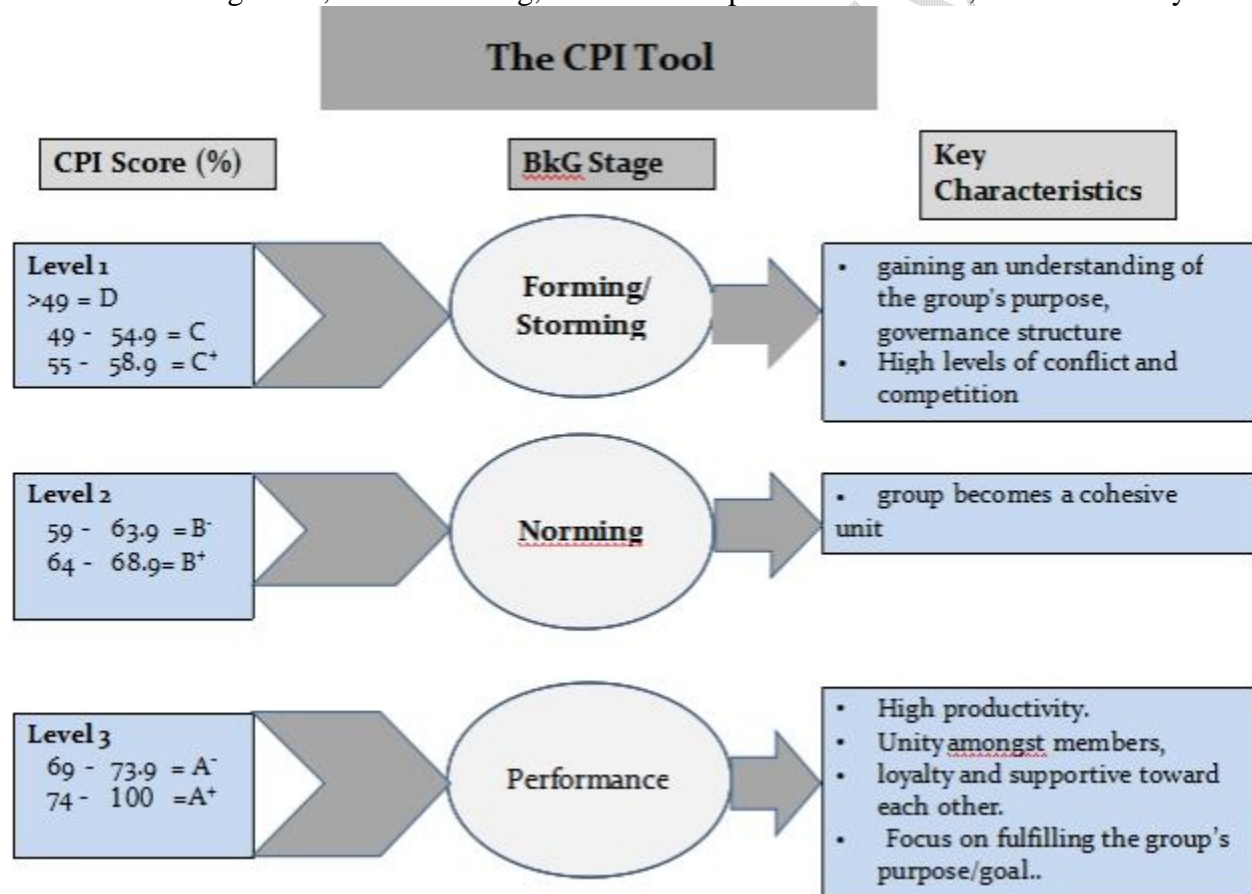 The CPI Tool
CPI Score (%)
BkG Stage
Key
Characteristics
Level 1
>49 = D
49 - 54.9 = C
55 - 58.9 = C⁺
Forming/
Storming
• gaining an understanding of
the group's purpose,
governance structure
• High levels of conflict and
competition
Level 2
59 - 63.9 = B⁻
64 - 68.9= B⁺
Norming
• group becomes a cohesive
unit
Level 3
69 - 73.9 = A⁻
74 - 100 =A⁺
Performance
• High productivity.
• Unity amongst members,
• loyalty and supportive toward
each other.
• Focus on fulfilling the group's
purpose/goal..